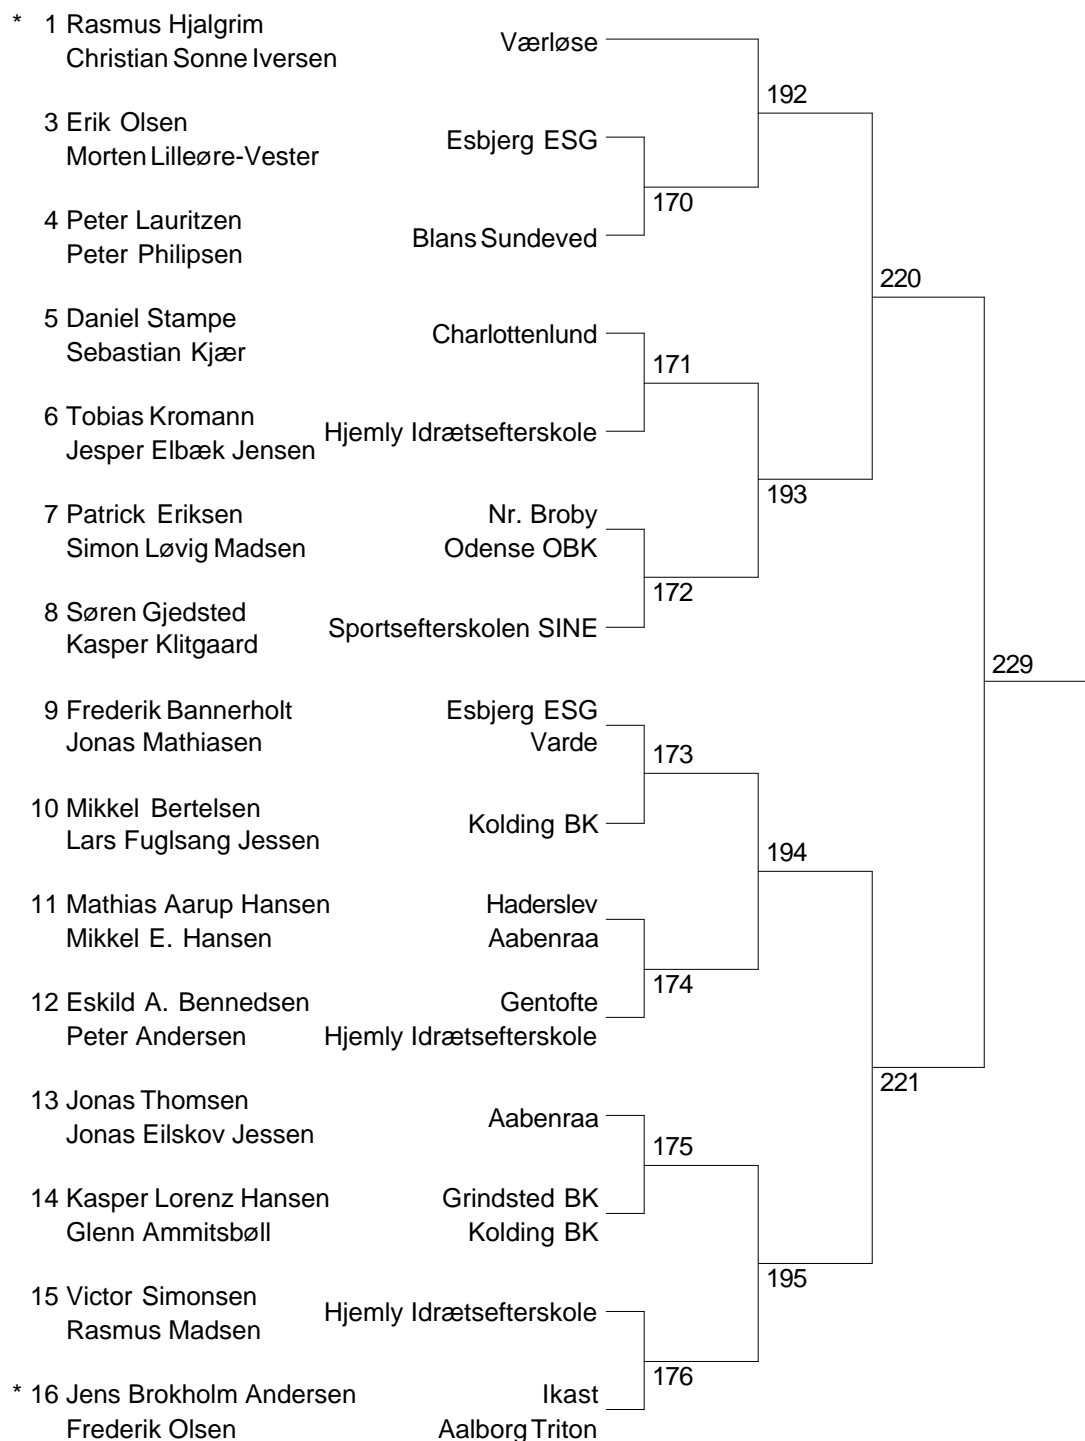 * 1 Rasmus Hjalgrim
Christian Sonne Iversen
Værløse
192
3 Erik Olsen
Morten Lilleøre-Vester
Esbjerg ESG
170
4 Peter Lauritzen
Peter Philipsen
Blans Sundeved
220
5 Daniel Stampe
Sebastian Kjær
Charlottenlund
171
6 Tobias Kromann
Jesper Elbæk Jensen
Hjemly Idrætsefterskole
193
7 Patrick Eriksen
Nr. Broby
Simon Løvig Madsen
Odense OBK
172
8 Søren Gjedsted
Kasper Klitgaard
Sportsefterskolen SINE
229
9 Frederik Bannerholt
Esbjerg ESG
Jonas Mathiasen
Varde
173
10 Mikkel Bertelsen
Lars Fuglsang Jessen
Kolding BK
194
11 Mathias Aarup Hansen
Haderslev
Mikkel E. Hansen
Aabenraa
174
12 Eskild A. Bennedsen
Gentofte
Peter Andersen
Hjemly Idrætsefterskole
221
13 Jonas Thomsen
Jonas Eilskov Jessen
Aabenraa
175
14 Kasper Lorenz Hansen
Grindsted BK
Glenn Ammitsbøll
Kolding BK
195
15 Victor Simonsen
Rasmus Madsen
Hjemly Idrætsefterskole
176
* 16 Jens Brokholm Andersen
Ikast
Frederik Olsen
Aalborg Triton